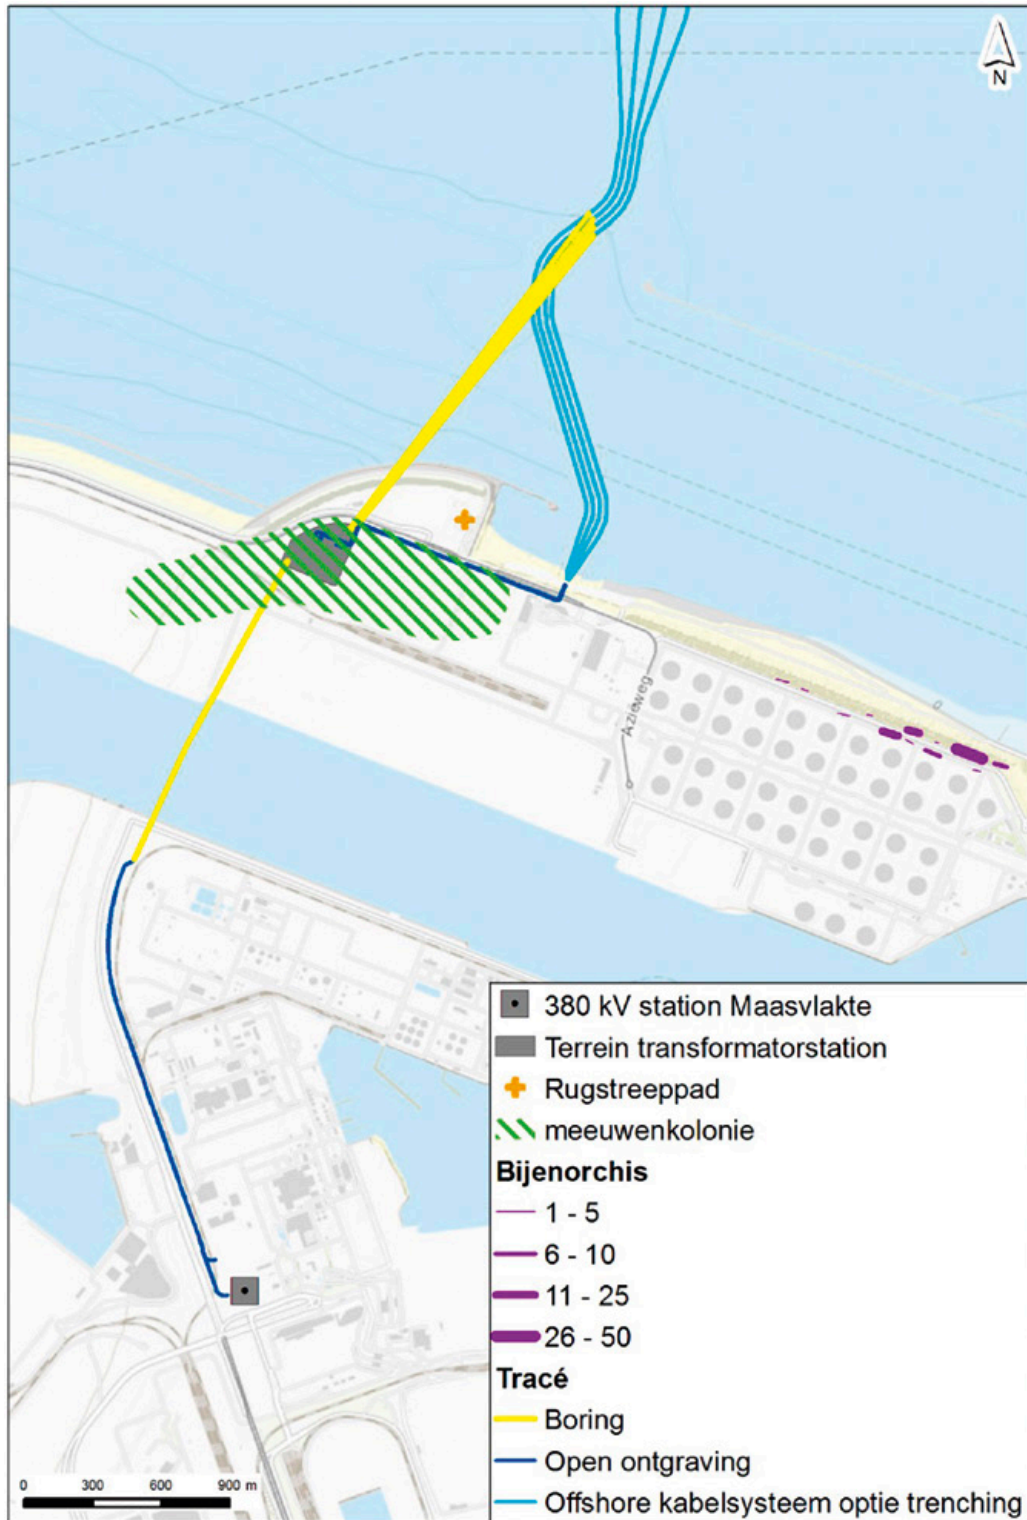 N
Azieweg
380 kV station Maasvlakte
Terrein transformatorstation
Rugstreeppad
meeuwenkolonie
Bijenorchis
1 - 5
6 - 10
11 - 25
26 - 50
Tracé
Boring
Open ontgraving
Offshore kabelsysteem optie trenching
0 300 600 900 m